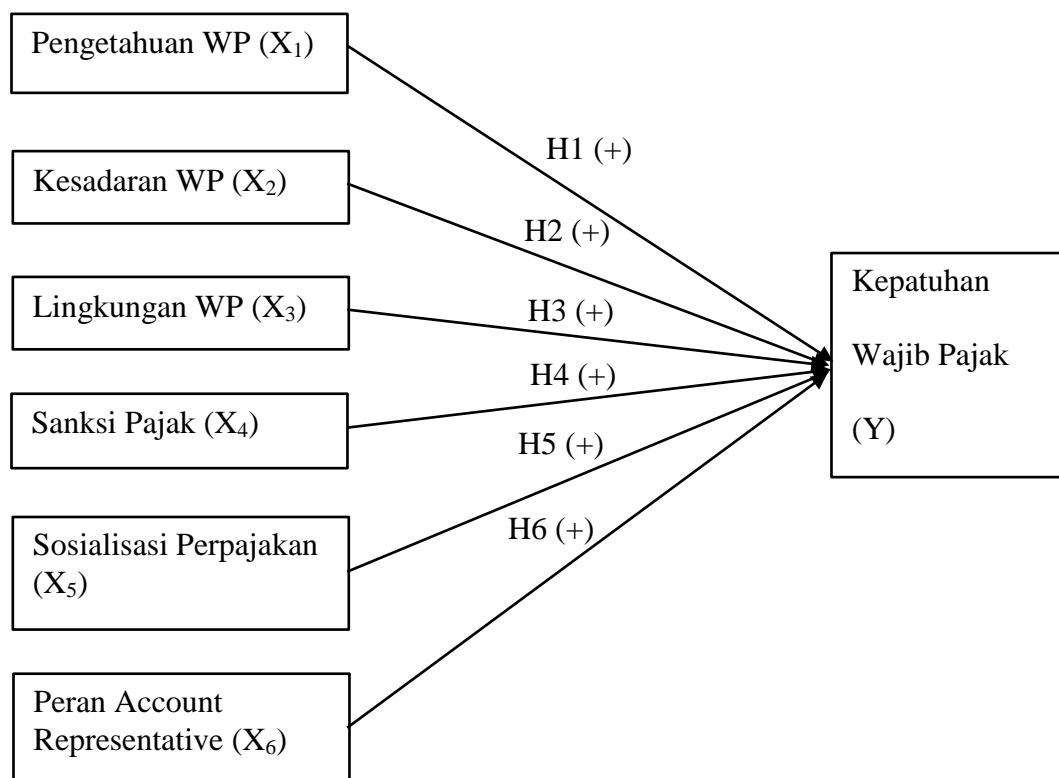 Pengetahuan WP (X₁)
H1 (+)
Kesadaran WP (X₂)
H2 (+)
Lingkungan WP (X₃)
H3 (+)
Kepatuhan
Wajib Pajak
(Y)
H4 (+)
Sanksi Pajak (X₄)
H5 (+)
Sosialisasi Perpajakan
(X₅)
H6 (+)
Peran Account
Representative (X₆)